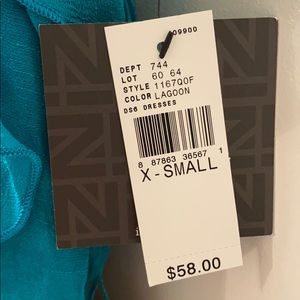 09900
DEPT 744
LOT 60 64
STYLE 1167Q0F
COLOR LAGOON
DS6 DRESSES
8 87863 36567 1
X-SMALL
$58.00